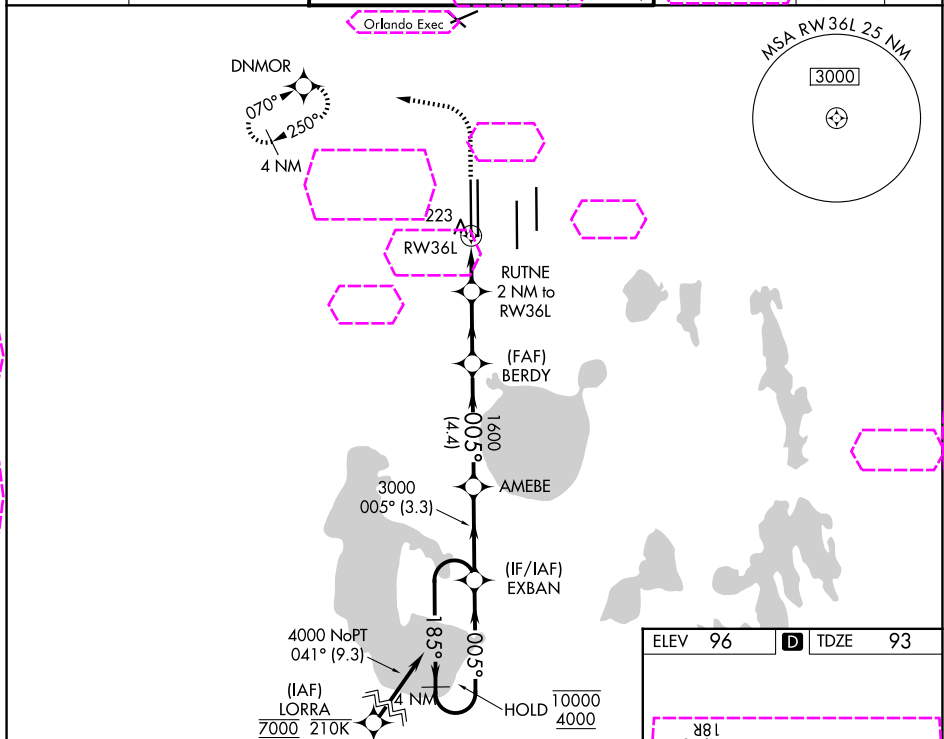 Orlando Exec
MSA RW36L 25 NM
3000
DNMOR
070°
250°
4 NM
223
RW36L
RUTNE
2 NM to
RW36L
(FAF)
BERDY
1600
005°
(4.4)
AMEBE
3000
005° (3.3)
(IF/IAF)
EXBAN
185°
005°
4000 NoPT
041° (9.3)
(IAF)
LORRA
7000 210K
4 NM
HOLD
10000
4000
ELEV 96 D TDZE 93
18R